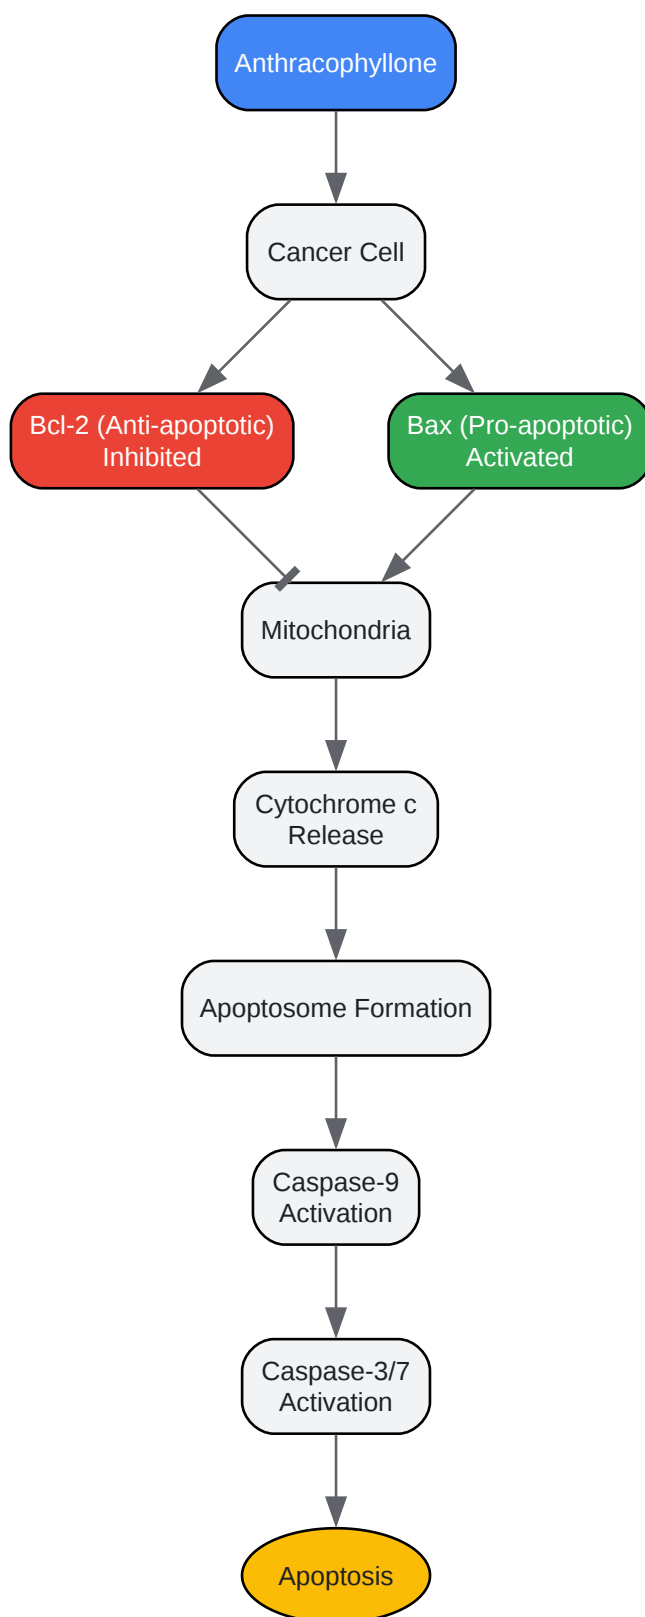 Anthracophyllone
Cancer Cell
Bcl-2 (Anti-apoptotic)
Inhibited
Bax (Pro-apoptotic)
Activated
Mitochondria
Cytochrome c
Release
Apoptosome Formation
Caspase-9
Activation
Caspase-3/7
Activation
Apoptosis